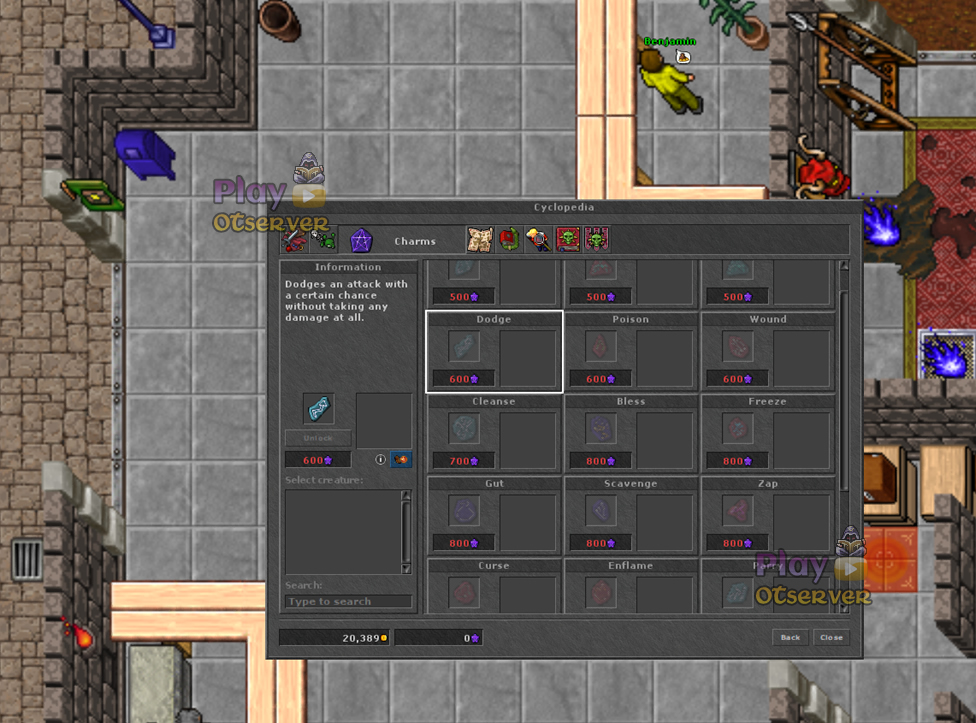 Benjamin
Play
OTSERVER
Cyclopedia
Charms
Information
Dodges an attack with
a certain chance
without taking any
damage at all.
Unlock
600
Select creature:
Search:
Type to search
500
500
500
Dodge
Poison
Wound
600
600
600
Cleanse
Bless
Freeze
700
800
800
Gut
Scavenge
Zap
800
800
800
Curse
Enflame
Parry
Play
OTSERVER
20,389
0
Back
Close